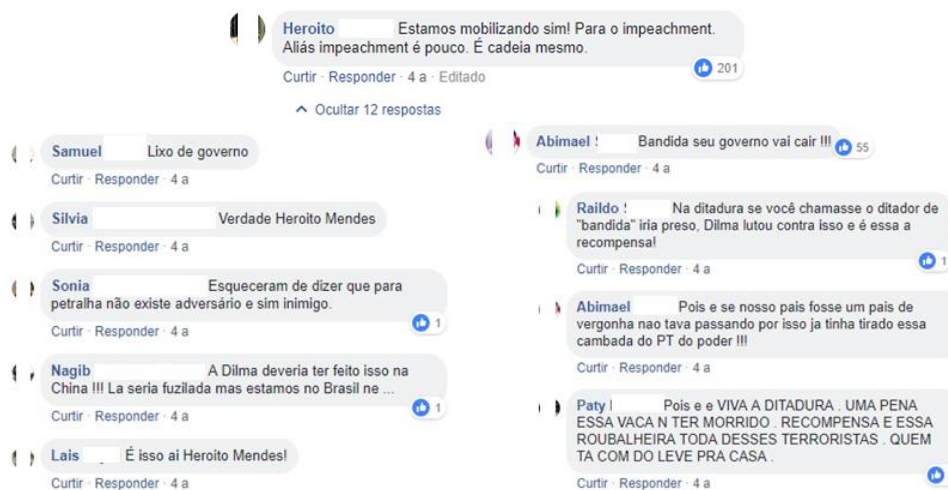 Heroito Estamos mobilizando sim! Para o impeachment.
Aliás impeachment é pouco. É cadeia mesmo.
201
Curtir · Responder · 4 a · Editado
Ocultar 12 respostas
Samuel Lixo de governo
Curtir · Responder · 4 a
Silvia Verdade Heroito Mendes
Curtir · Responder · 4 a
Sonia Esqueceram de dizer que para
petralha não existe adversário e sim inimigo.
1
Curtir · Responder · 4 a
Nagib A Dilma deveria ter feito isso na
China !!! La seria fuzilada mas estamos no Brasil ne ...
1
Curtir · Responder · 4 a
Lais É isso ai Heroito Mendes!
Curtir · Responder · 4 a
Abimael Bandida seu governo vai cair !!!
55
Curtir · Responder · 4 a
Raildo Na ditadura se você chamasse o ditador de
"bandida" iria preso, Dilma lutou contra isso e é essa a
recompensa!
1
Curtir · Responder · 4 a
Abimael Pois e se nosso pais fosse um pais de
vergonha nao tava passando por isso ja tinha tirado essa
cambada do PT do poder !!!
Curtir · Responder · 4 a
Paty Pois e e VIVA A DITADURA . UMA PENA
ESSA VACA N TER MORRIDO . RECOMPENSA E ESSA
ROUBALHEIRA TODA DESSES TERRORISTAS . QUEM
TA COM DO LEVE PRA CASA .
Curtir · Responder · 4 a